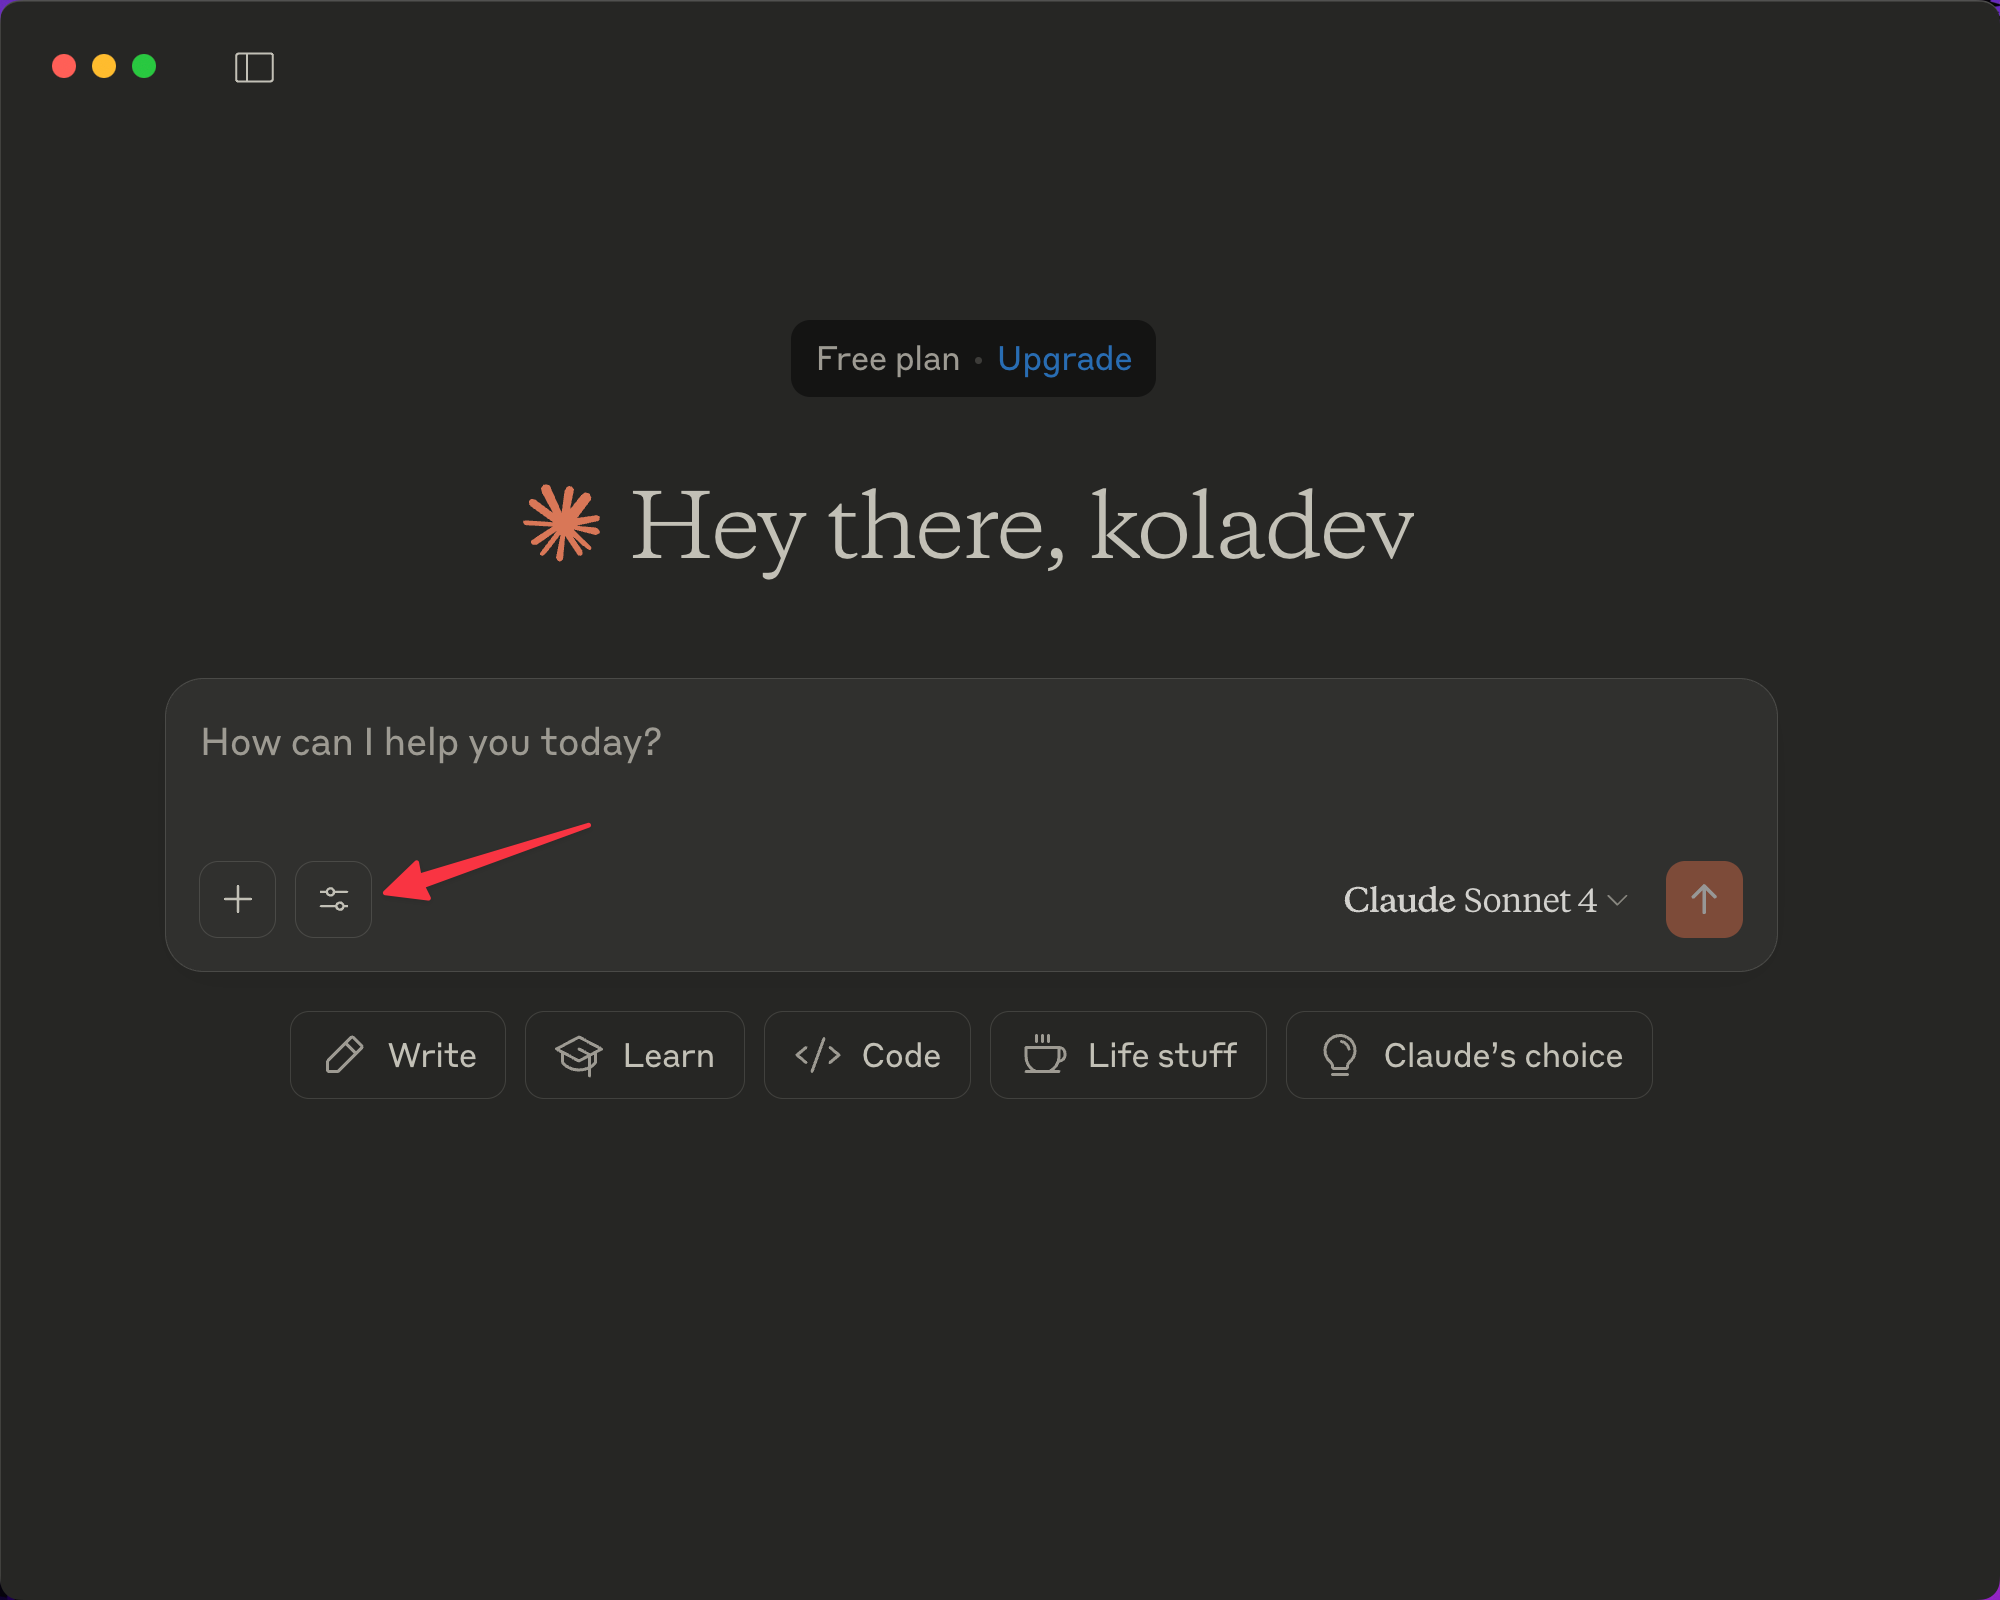 Free plan • Upgrade
Hey there, koladev
How can I help you today?
Claude Sonnet 4
Write
Learn
Code
Life stuff
Claude’s choice